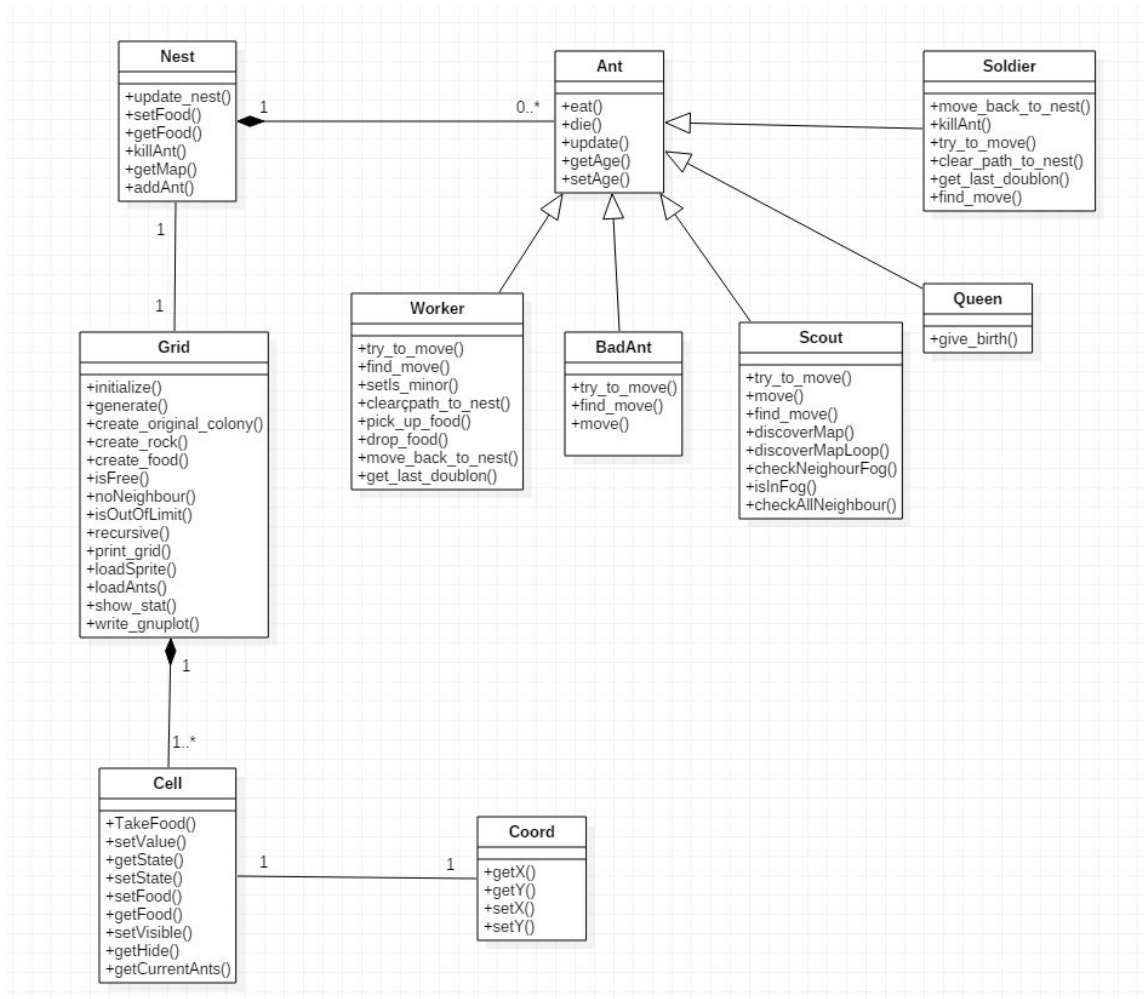 Nest
+update_nest()
+setFood()
+getFood()
+killAnt()
+getMap()
+addAnt()
1
0..*
Ant
+eat()
+die()
+update()
+getAge()
+setAge()
Soldier
+move_back_to_nest()
+killAnt()
+try_to_move()
+clear_path_to_nest()
+get_last_doublon()
+find_move()
1
1
Worker
+try_to_move()
+find_move()
+setIs_minor()
+clearçpath_to_nest()
+pick_up_food()
+drop_food()
+move_back_to_nest()
+get_last_doublon()
BadAnt
+try_to_move()
+find_move()
+move()
Scout
+try_to_move()
+move()
+find_move()
+discoverMap()
+discoverMapLoop()
+checkNeighourFog()
+isInFog()
+checkAllNeighbour()
Queen
+give_birth()
Grid
+initialize()
+generate()
+create_original_colony()
+create_rock()
+create_food()
+isFree()
+noNeighbour()
+isOutOfLimit()
+recursive()
+print_grid()
+loadSprite()
+loadAnts()
+show_stat()
+write_gnuplot()
1
1..*
Cell
+TakeFood()
+setValue()
+getState()
+setState()
+setFood()
+getFood()
+setVisible()
+getHide()
+getCurrentAnts()
1
1
Coord
+getX()
+getY()
+setX()
+setY()